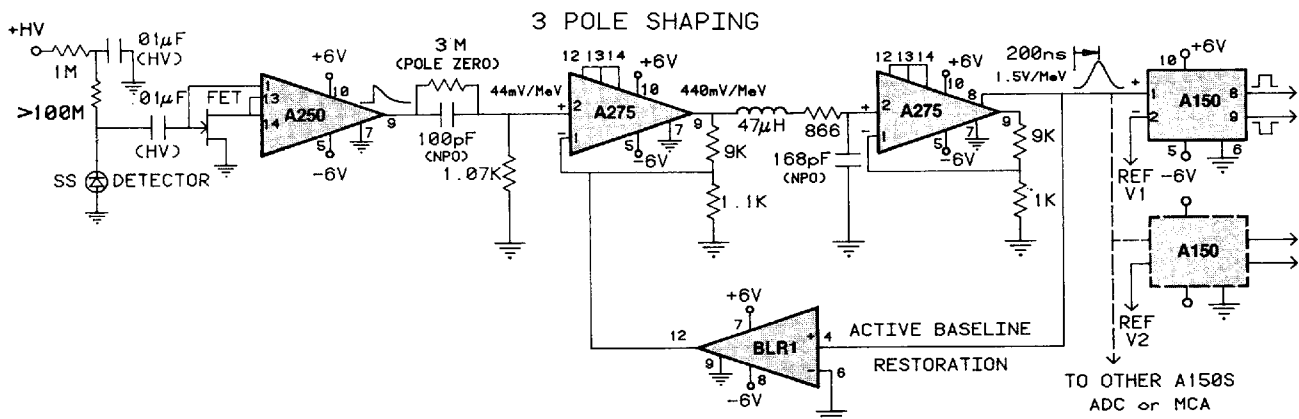 3 POLE SHAPING
+HV
1M
.01µF
(HV)
>100M
.01µF
(HV)
FET
SS DETECTOR
1
13
14
A250
+6V
10
9
7
5
-6V
3M
(POLE ZERO)
100pF
(NPO)
1.07K
44mV/MeV
12 13 14
+
2
-
1
A275
+6V
10
9
7
5
-6V
440mV/MeV
9K
1.1K
47µH
866
168pF
(NPO)
12 13 14
+
2
-
1
A275
+6V
10
8
9
7
5
-6V
9K
1K
200ns
1.5V/MeV
+6V
10
+
1
-
2
A150
8
9
5
6
-6V
REF
V1
A150
REF
V2
TO OTHER A150S
ADC or MCA
+6V
7
12
BLR1
+
4
-
6
9
8
-6V
ACTIVE BASELINE
RESTORATION